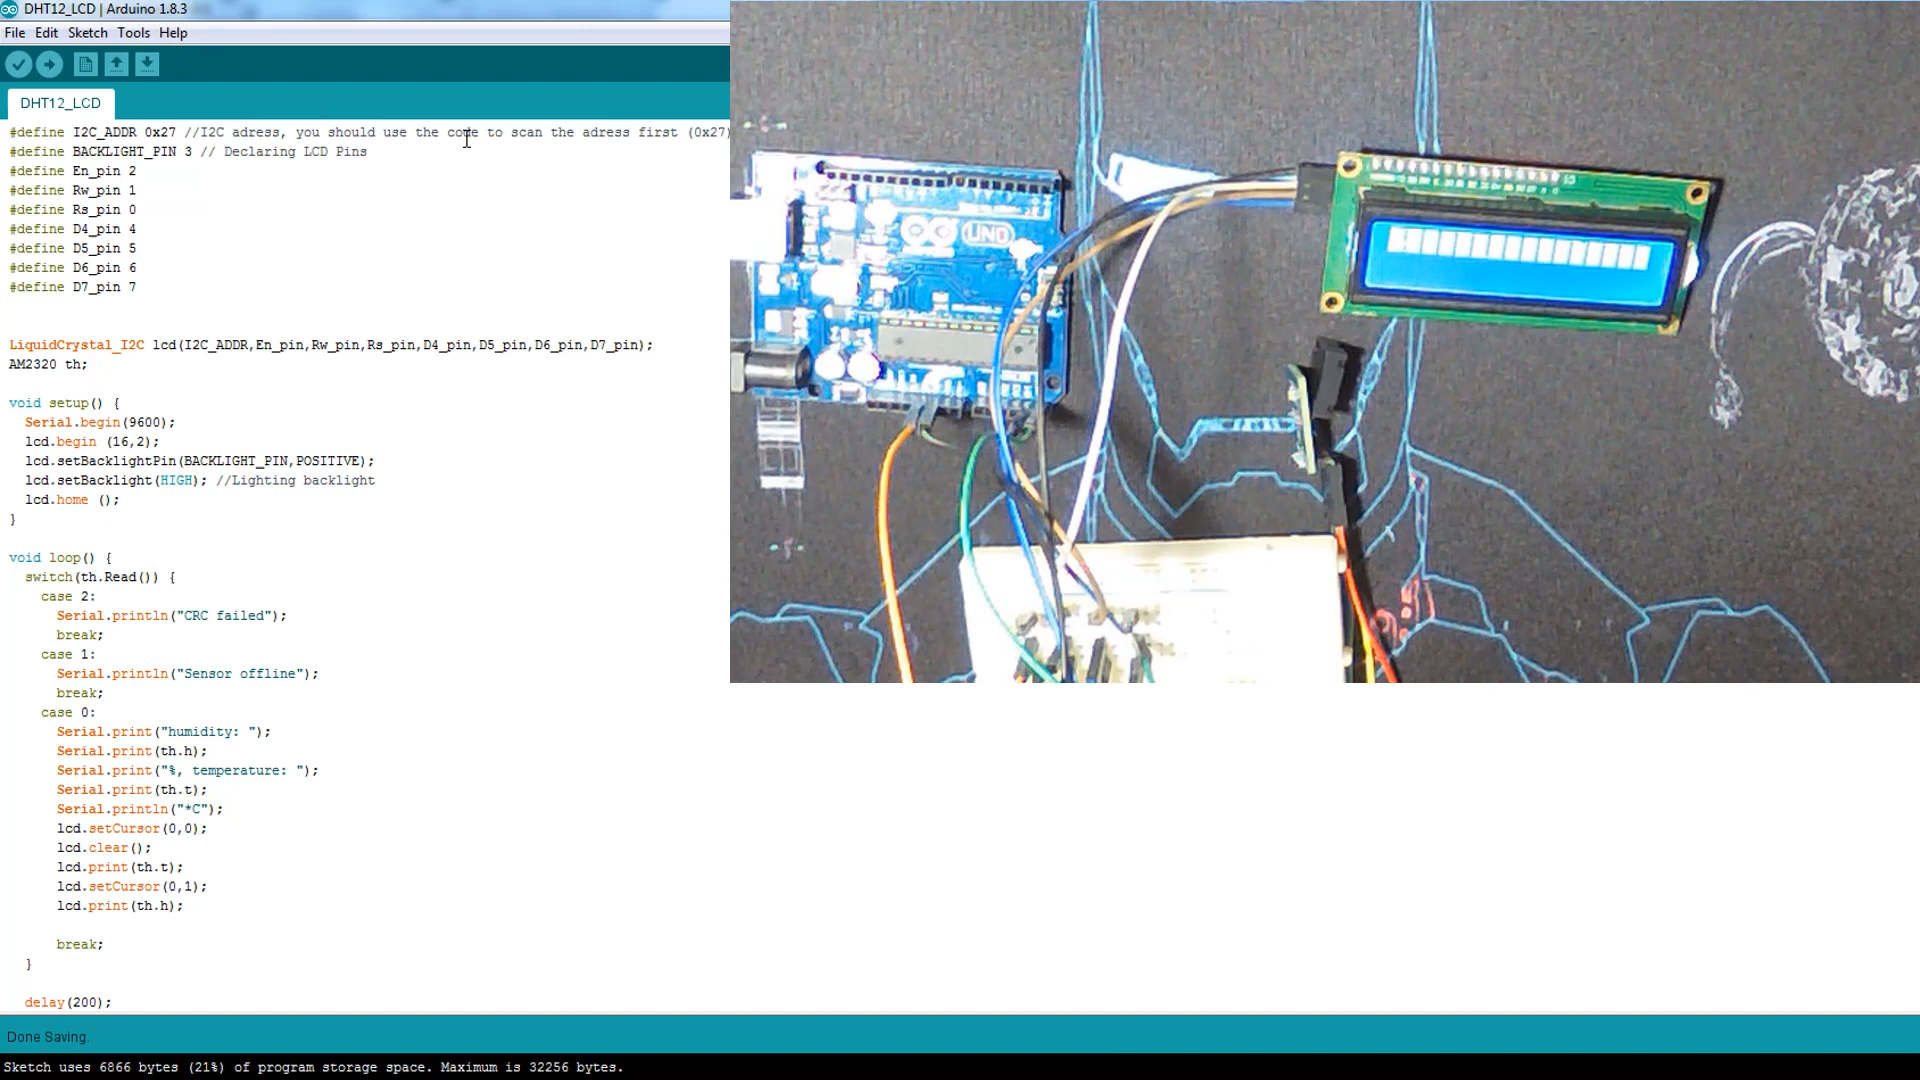 DHT12_LCD | Arduino 1.8.3
File Edit Sketch Tools Help
DHT12_LCD
#define I2C_ADDR 0x27 //I2C adress, you should use the code to scan the adress first (0x27)
#define BACKLIGHT_PIN 3 // Declaring LCD Pins
#define En_pin 2
#define Rw_pin 1
#define Rs_pin 0
#define D4_pin 4
#define D5_pin 5
#define D6_pin 6
#define D7_pin 7
LiquidCrystal_I2C lcd(I2C_ADDR,En_pin,Rw_pin,Rs_pin,D4_pin,D5_pin,D6_pin,D7_pin);
AM2320 th;
void setup() {
Serial.begin(9600);
lcd.begin (16,2);
lcd.setBacklightPin(BACKLIGHT_PIN,POSITIVE);
lcd.setBacklight(HIGH); //Lighting backlight
lcd.home ();
}
void loop() {
switch(th.Read()) {
case 2:
Serial.println("CRC failed");
break;
case 1:
Serial.println("Sensor offline");
break;
case 0:
Serial.print("humidity: ");
Serial.print(th.h);
Serial.print("%, temperature: ");
Serial.print(th.t);
Serial.println("*C");
lcd.setCursor(0,0);
lcd.clear();
lcd.print(th.t);
lcd.setCursor(0,1);
lcd.print(th.h);
break;
}
delay(200);
Done Saving.
Sketch uses 6866 bytes (21%) of program storage space. Maximum is 32256 bytes.
UNO